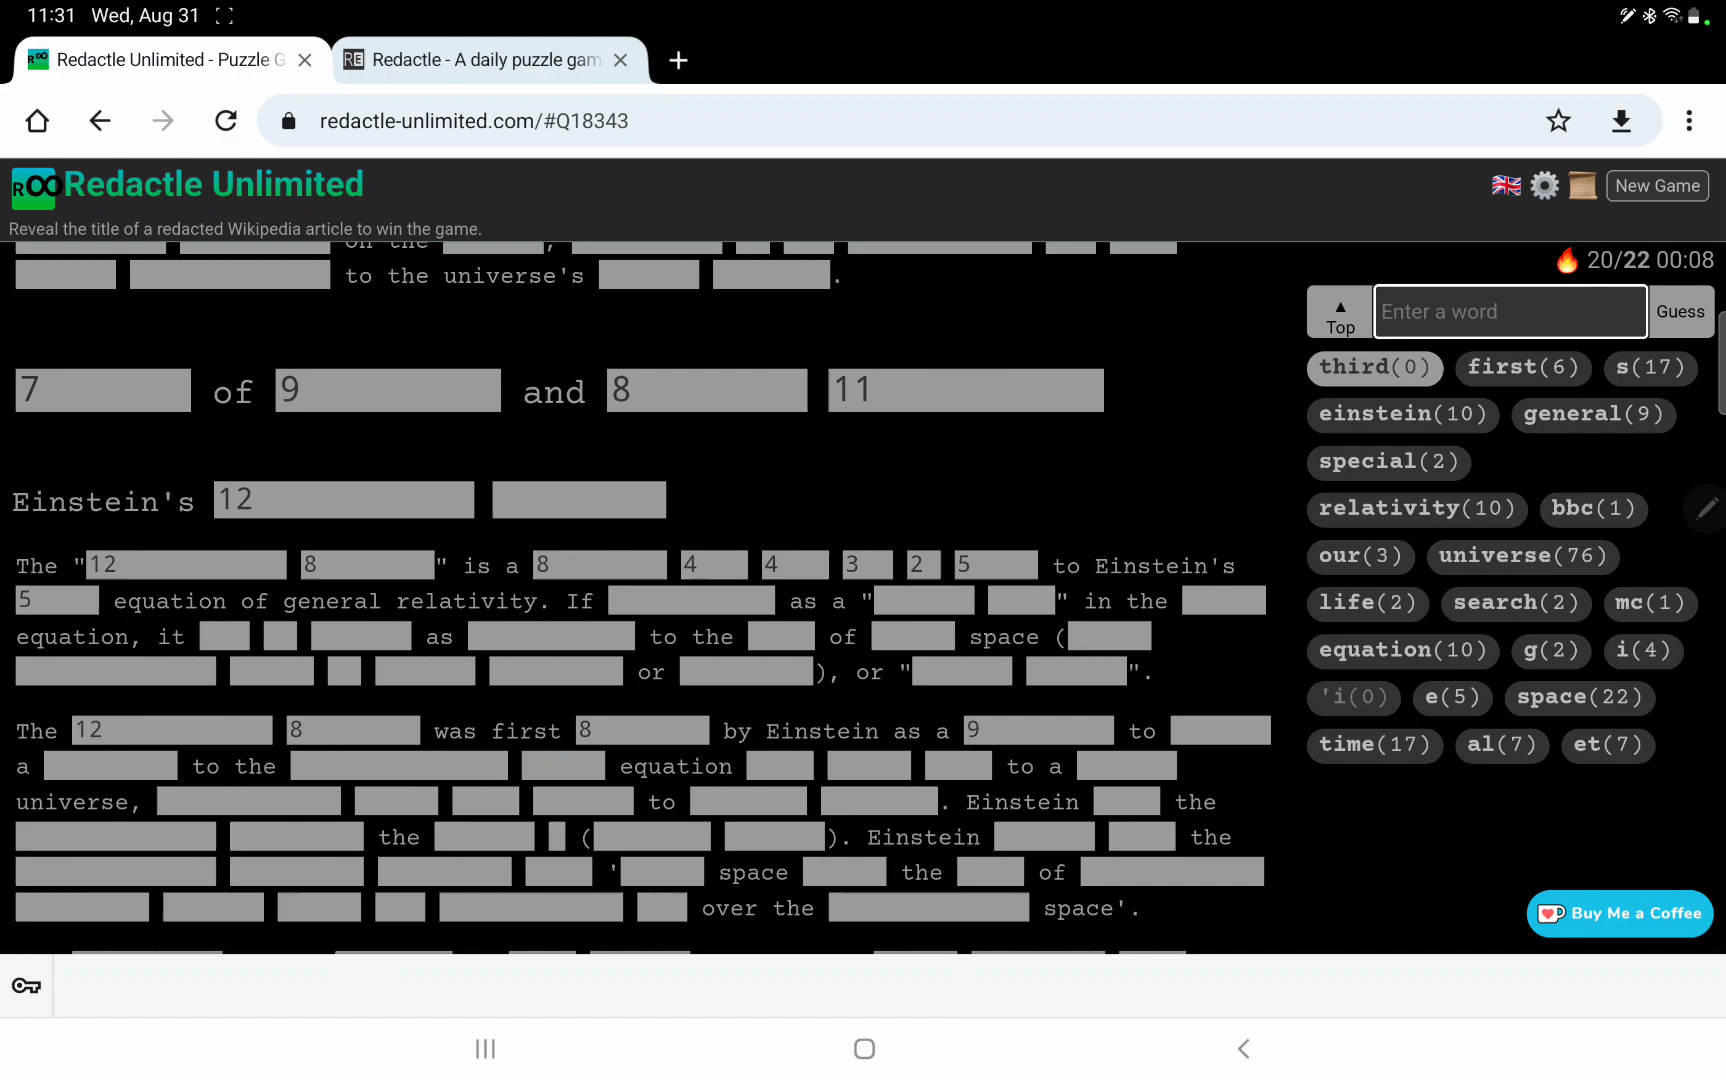 11:31 Wed, Aug 31
Redactle Unlimited - Puzzle G
RE Redactle - A daily puzzle gam
redactle-unlimited.com/#Q18343
R∞ Redactle Unlimited
New Game
Reveal the title of a redacted Wikipedia article to win the game.
on the ,
to the universe's .
20/22 00:08
▲ Top
Enter a word
Guess
7 of 9 and 8 11
Einstein's 12
The "12 8" is a 8 4 4 3 2 5 to Einstein's
5 equation of general relativity. If as a " " in the
equation, it as to the of space (
or ), or " ".
The 12 8 was first 8 by Einstein as a 9 to
a to the equation to a
universe, to . Einstein the
the ( ). Einstein the
' space the of
over the space'.
third(0) first(6) s(17)
einstein(10) general(9)
special(2)
relativity(10) bbc(1)
our(3) universe(76)
life(2) search(2) mc(1)
equation(10) g(2) i(4)
'i(0) e(5) space(22)
time(17) al(7) et(7)
Buy Me a Coffee